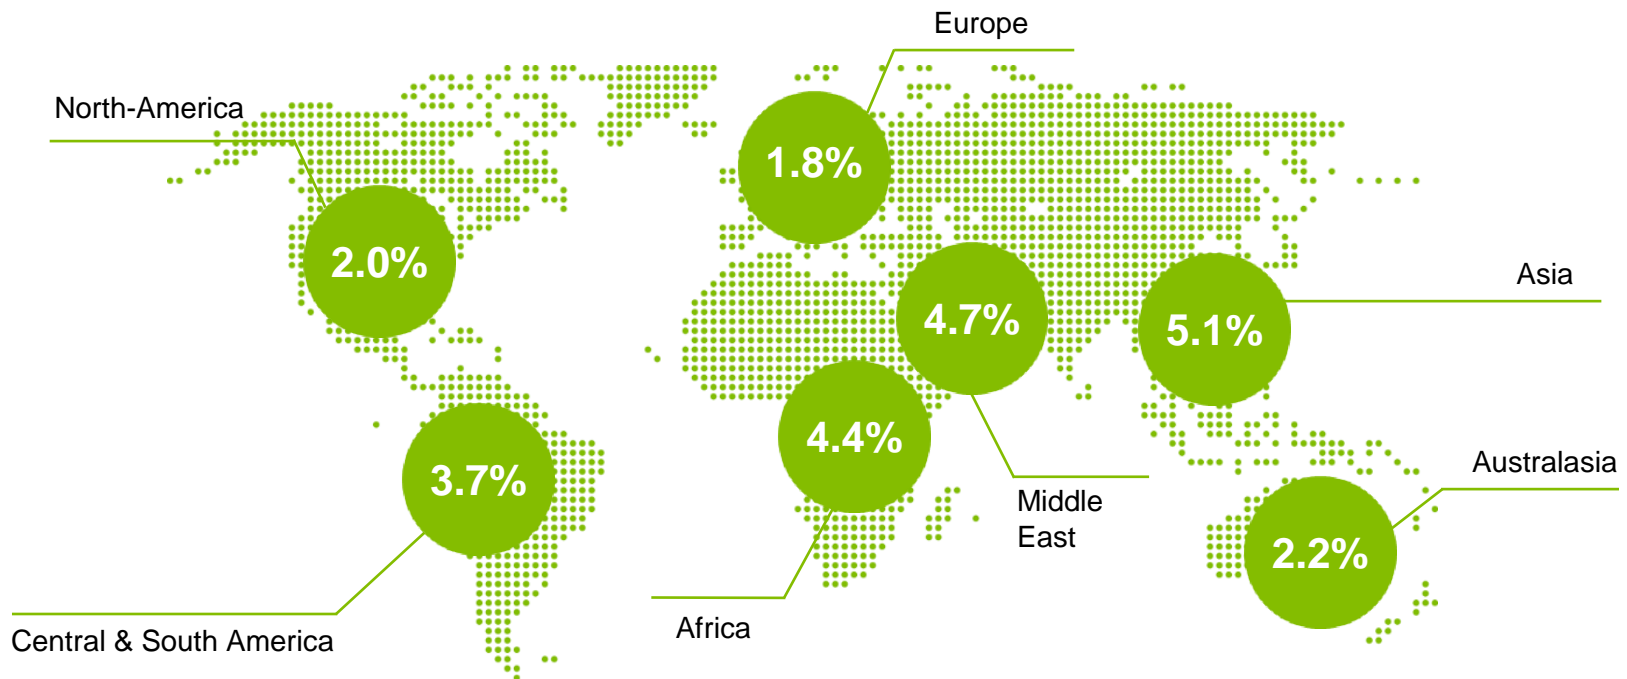 Europe
North-America
1.8%
2.0%
Asia
4.7%
5.1%
4.4%
3.7%
Australasia
Middle
East
2.2%
Africa
Central & South America